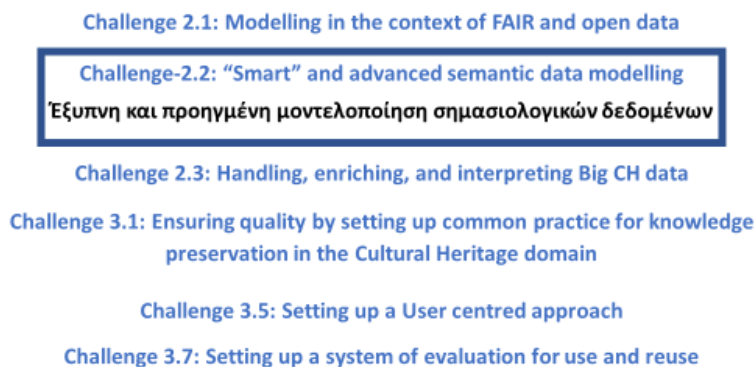 Challenge 2.1: Modelling in the context of FAIR and open data
Challenge-2.2: “Smart” and advanced semantic data modelling
Έξυπνη και προηγμένη μοντελοποίηση σημασιολογικών δεδομένων
Challenge 2.3: Handling, enriching, and interpreting Big CH data
Challenge 3.1: Ensuring quality by setting up common practice for knowledge
preservation in the Cultural Heritage domain
Challenge 3.5: Setting up a User centred approach
Challenge 3.7: Setting up a system of evaluation for use and reuse